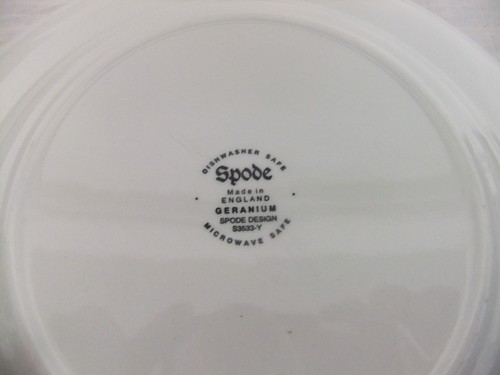 DISHWASHER SAFE
Spode
Made in
ENGLAND
GERANIUM
SPODE DESIGN
S3533-Y
MICROWAVE SAFE